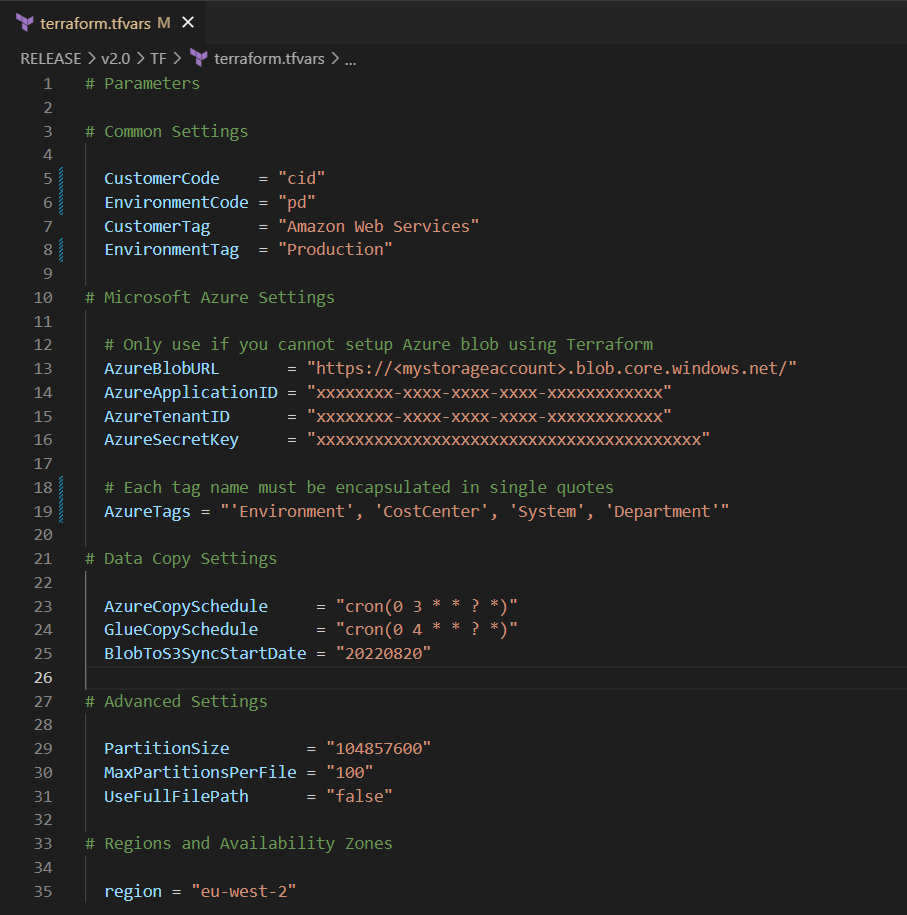 terraform.tfvars M ×
RELEASE > v2.0 > TF > terraform.tfvars > ...
1 # Parameters
2
3 # Common Settings
4
5 CustomerCode    = "cid"
6 EnvironmentCode = "pd"
7 CustomerTag     = "Amazon Web Services"
8 EnvironmentTag  = "Production"
9
10 # Microsoft Azure Settings
11
12 # Only use if you cannot setup Azure blob using Terraform
13 AzureBlobURL       = "https://<mystorageaccount>.blob.core.windows.net/"
14 AzureApplicationID = "xxxxxxxx-xxxx-xxxx-xxxx-xxxxxxxxxxxx"
15 AzureTenantID      = "xxxxxxxx-xxxx-xxxx-xxxx-xxxxxxxxxxxx"
16 AzureSecretKey     = "xxxxxxxxxxxxxxxxxxxxxxxxxxxxxxxxxxxxxxxx"
17
18 # Each tag name must be encapsulated in single quotes
19 AzureTags = "'Environment', 'CostCenter', 'System', 'Department'"
20
21 # Data Copy Settings
22
23 AzureCopySchedule     = "cron(0 3 * * ? *)"
24 GlueCopySchedule      = "cron(0 4 * * ? *)"
25 BlobToS3SyncStartDate = "20220820"
26
27 # Advanced Settings
28
29 PartitionSize        = "104857600"
30 MaxPartitionsPerFile = "100"
31 UseFullFilePath      = "false"
32
33 # Regions and Availability Zones
34
35 region = "eu-west-2"